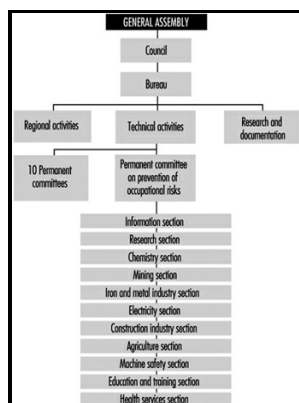 GENERAL ASSEMBLY
Council
Bureau
Regional activities
Technical activities
Research and
documentation
10 Permanent
committees
Permanent committee
on prevention of
occupational risks
Information section
Research section
Chemistry section
Mining section
Iron and metal industry section
Electricity section
Construction industry section
Agriculture section
Machine safety section
Education and training section
Health services section